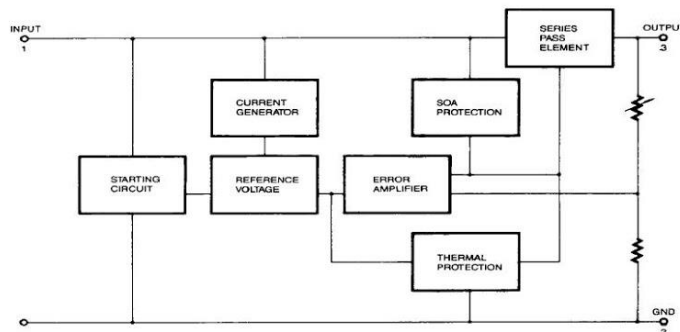 INPUT
1
SERIES
PASS
ELEMENT
OUTPU
3
CURRENT
GENERATOR
SOA
PROTECTION
STARTING
CIRCUIT
REFERENCE
VOLTAGE
ERROR
AMPLIFIER
THERMAL
PROTECTION
GND